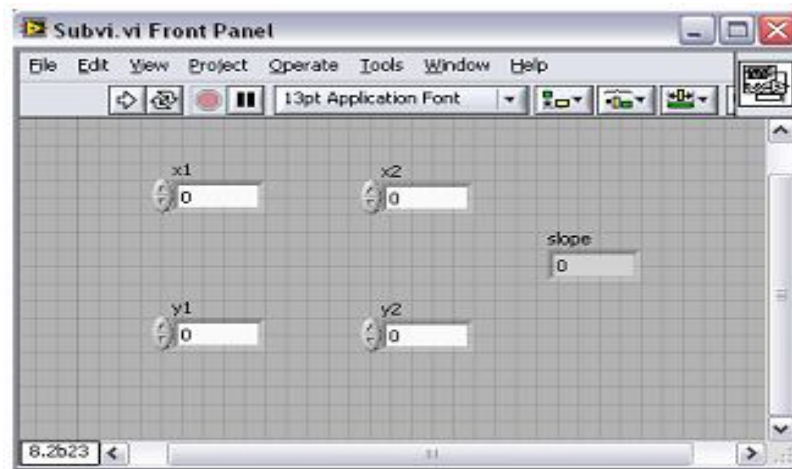 Subvi.vi Front Panel
File Edit View Project Operate Tools Window Help
13pt Application Font
x1 x2
0 0
slope
0
y1 y2
0 0
8.2b23